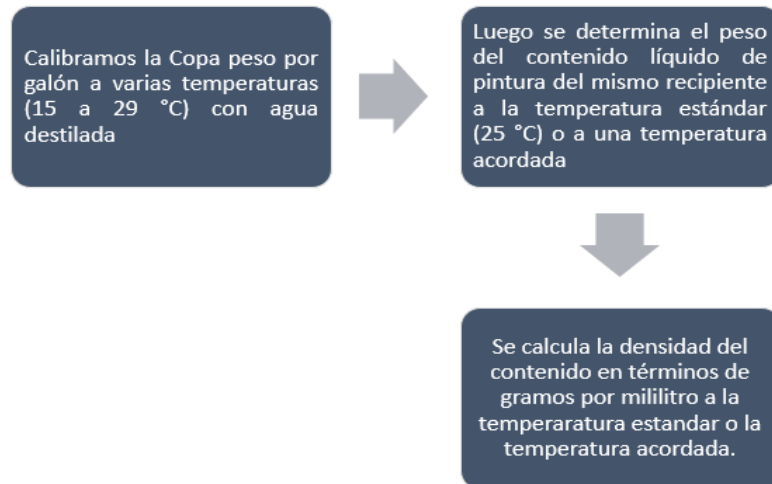 Calibramos la Copa peso por
galón a varias temperaturas
(15 a 29 °C) con agua
destilada
Luego se determina el peso
del contenido líquido de
pintura del mismo recipiente
a la temperatura estándar
(25 °C) o a una temperatura
acordada
Se calcula la densidad del
contenido en términos de
gramos por mililitro a la
temperaratura estandar o la
temperatura acordada.